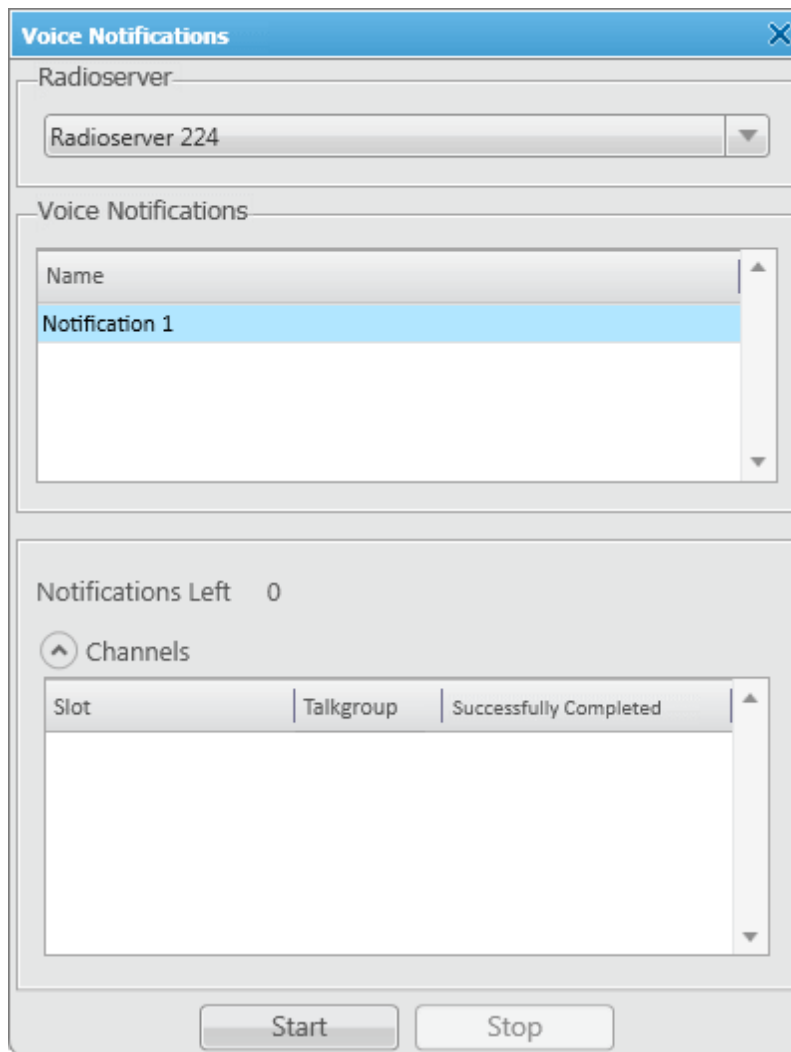 Voice Notifications
Radioserver
Radioserver 224
Voice Notifications
Name
Notification 1
Notifications Left 0
Channels
Slot Talkgroup Successfully Completed
Start Stop